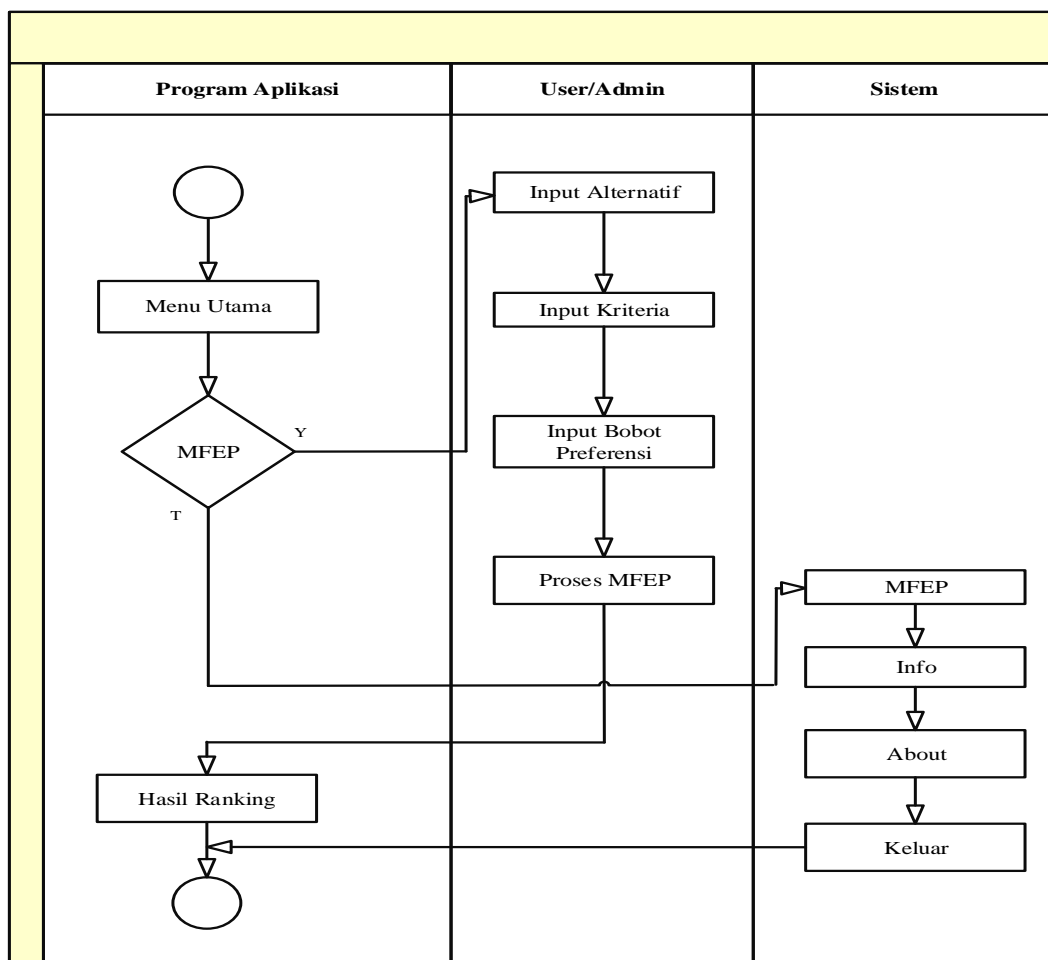 Program Aplikasi
User/Admin
Sistem
Menu Utama
MFEP
Y
T
Hasil Ranking
Input Alternatif
Input Kriteria
Input Bobot
Preferensi
Proses MFEP
MFEP
Info
About
Keluar